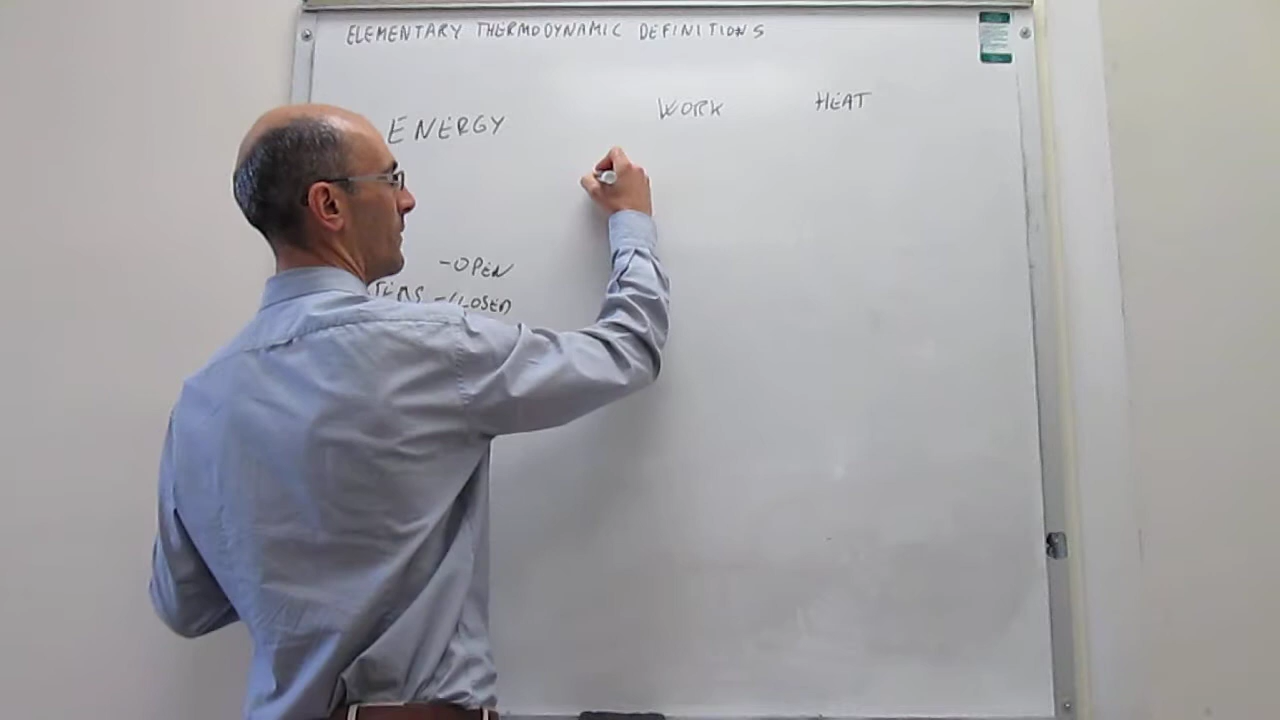 ELEMENTARY THERMODYNAMIC DEFINITIONS
ENERGY
WORK HEAT
-OPEN
-CLOSED